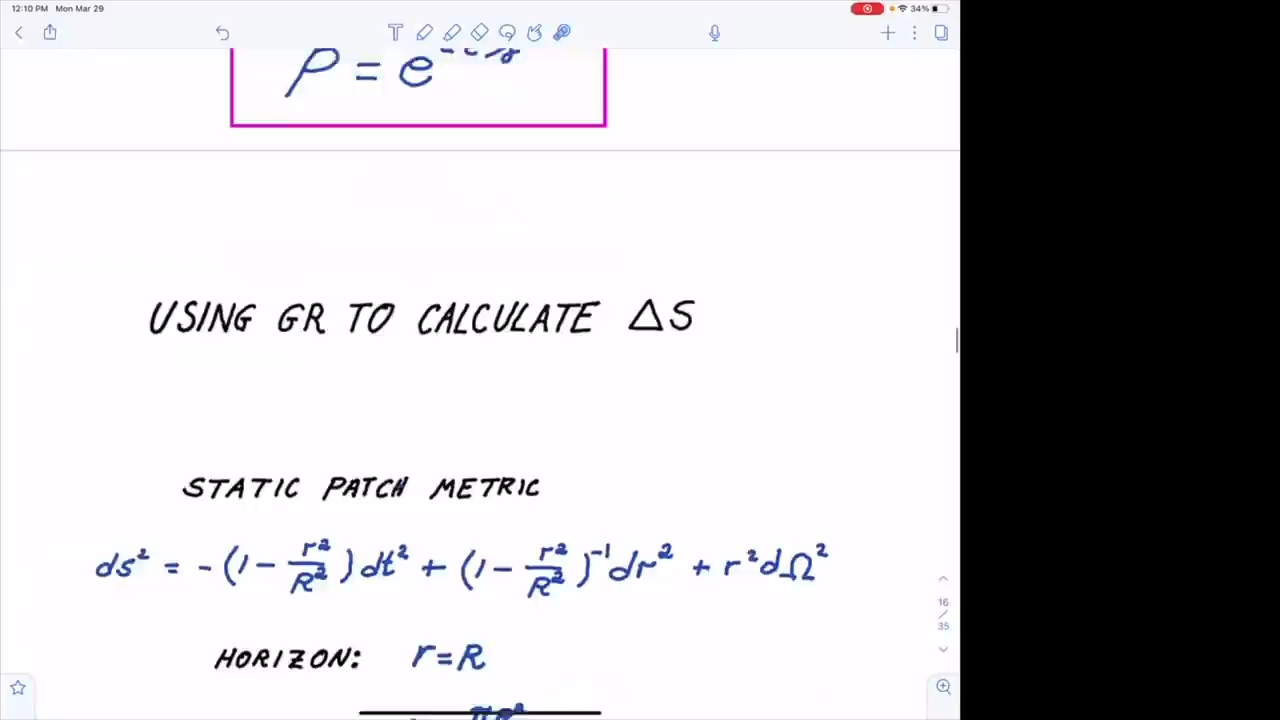 12:10 PM Mon Mar 29
34%
P = e
USING GR TO CALCULATE ΔS
STATIC PATCH METRIC
ds² = -(1 - r²/R²)dt² + (1 - r²/R²)⁻¹dr² + r²dΩ²
16
/
35
HORIZON: r=R